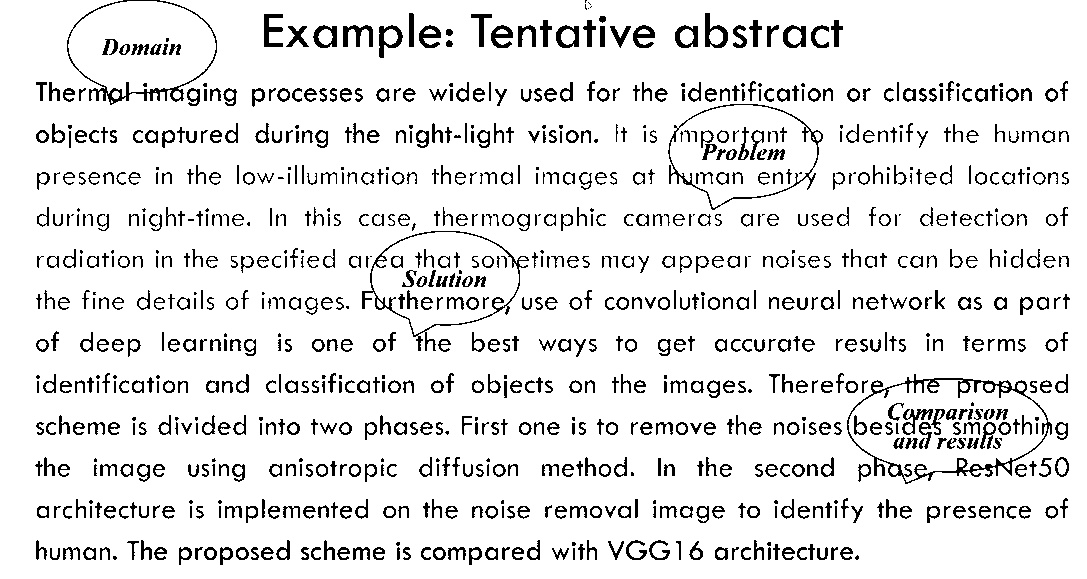 Domain
Example: Tentative abstract
Thermal imaging processes are widely used for the identification or classification of
objects captured during the night-light vision. It is important to identify the human
Problem
presence in the low-illumination thermal images at human entry prohibited locations
during night-time. In this case, thermographic cameras are used for detection of
radiation in the specified area that sometimes may appear noises that can be hidden
Solution
the fine details of images. Furthermore, use of convolutional neural network as a part
of deep learning is one of the best ways to get accurate results in terms of
identification and classification of objects on the images. Therefore, the proposed
Comparison
scheme is divided into two phases. First one is to remove the noises besides smoothing
and results
the image using anisotropic diffusion method. In the second phase, ResNet50
architecture is implemented on the noise removal image to identify the presence of
human. The proposed scheme is compared with VGG16 architecture.